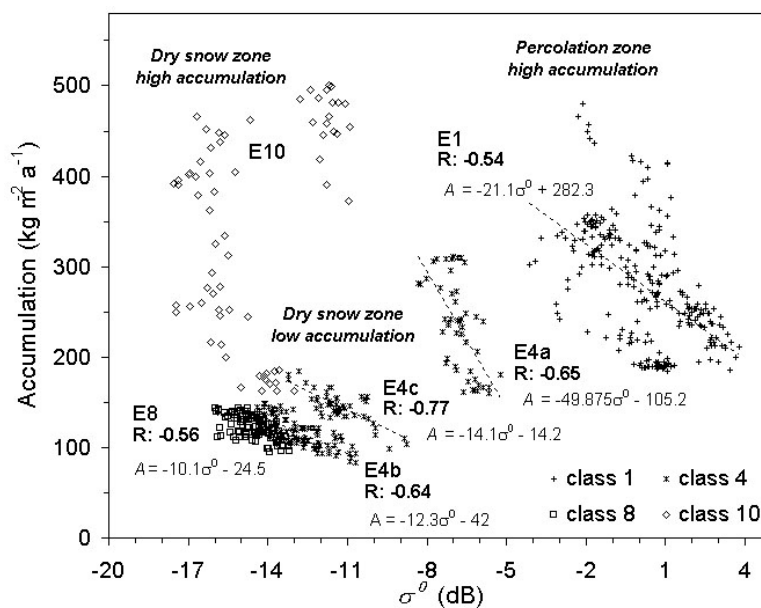 Dry snow zone
high accumulation
Percolation zone
high accumulation
500
400
300
200
100
0
Accumulation (kg m⁻² a⁻¹)
E10
E1
R: -0.54
A = -21.1σ⁰ + 282.3
Dry snow zone
low accumulation
E4a
R: -0.65
A = -49.875σ⁰ - 105.2
E4c
R: -0.77
A = -14.1σ⁰ - 14.2
E8
R: -0.56
A = -10.1σ⁰ - 24.5
E4b
R: -0.64
A = -12.3σ⁰ - 42
+ class 1
class 4
class 8
class 10
-20 -17 -14 -11 -8 -5 -2 1 4
σ⁰ (dB)